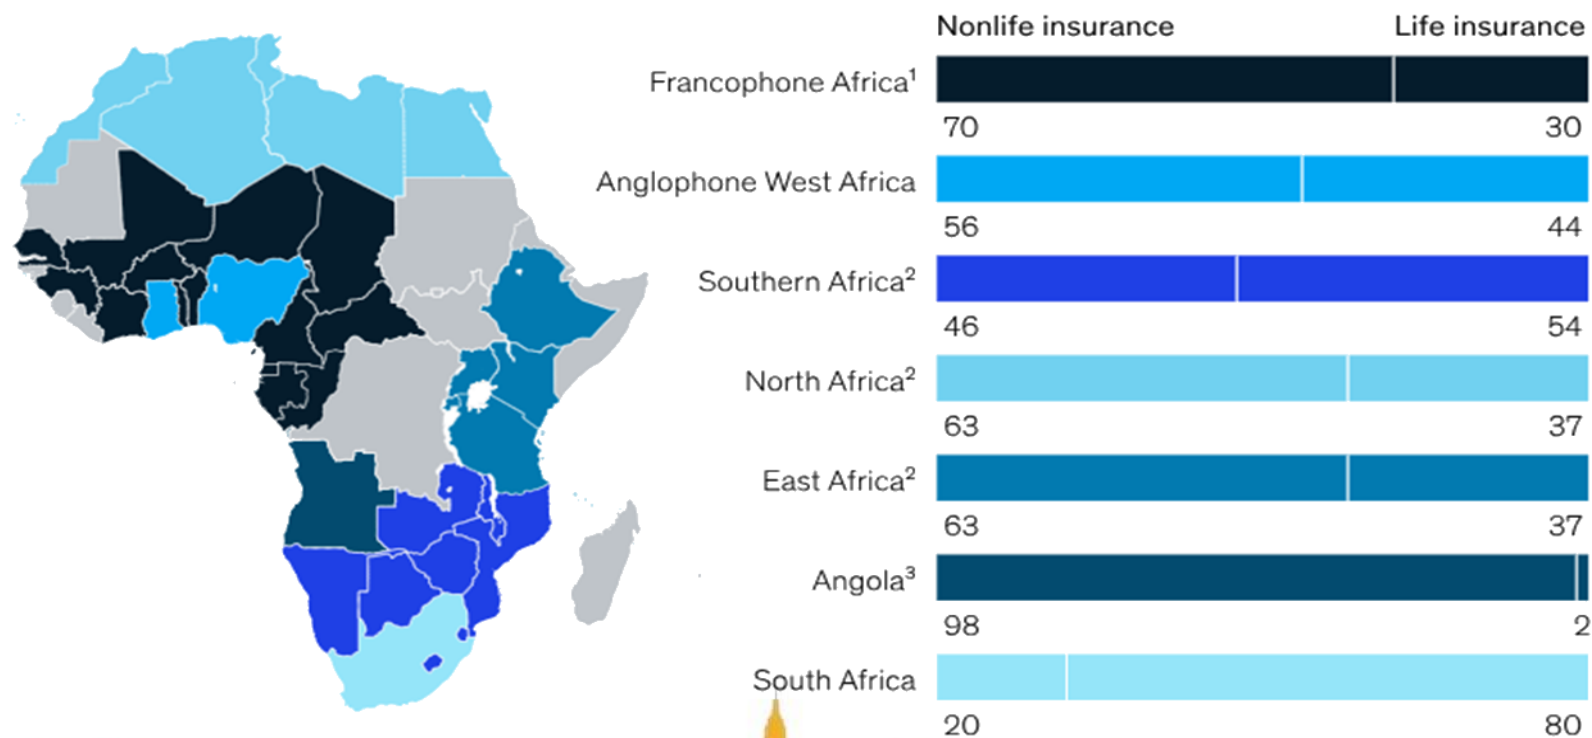 Nonlife insurance Life insurance
Francophone Africa¹
70 30
Anglophone West Africa
56 44
Southern Africa²
46 54
North Africa²
63 37
East Africa²
63 37
Angola³
98 2
South Africa
20 80